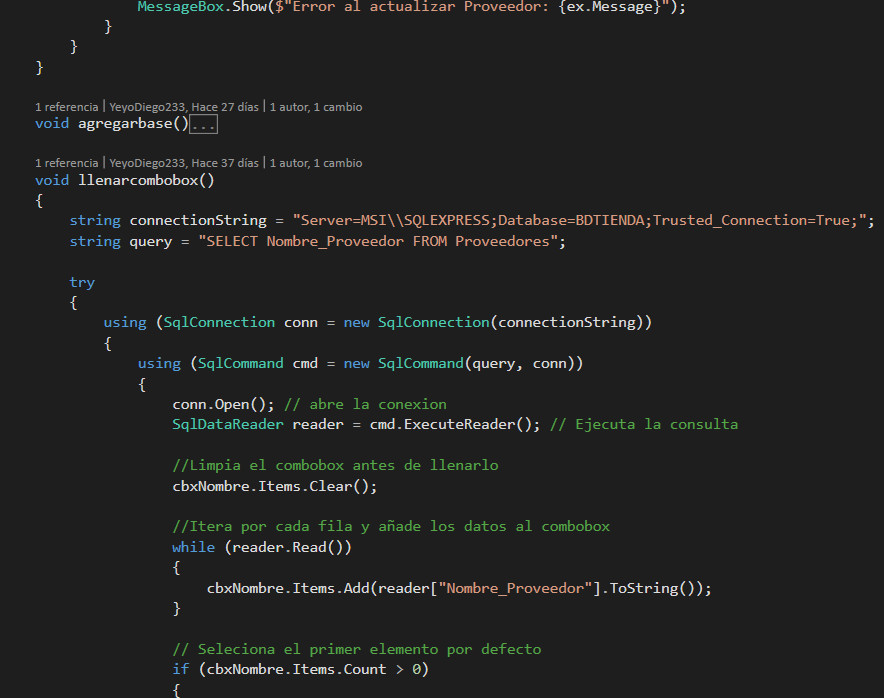 MessageBox.Show($"Error al actualizar Proveedor: {ex.Message}");
}
}
}
1 referencia | YeyoDiego233, Hace 27 días | 1 autor, 1 cambio
void agregarbase()...
1 referencia | YeyoDiego233, Hace 37 días | 1 autor, 1 cambio
void llenarcombobox()
{
string connectionString = "Server=MSI\\SQLEXPRESS;Database=BDTIENDA;Trusted_Connection=True;";
string query = "SELECT Nombre_Proveedor FROM Proveedores";
try
{
using (SqlConnection conn = new SqlConnection(connectionString))
{
using (SqlCommand cmd = new SqlCommand(query, conn))
{
conn.Open(); // abre la conexion
SqlDataReader reader = cmd.ExecuteReader(); // Ejecuta la consulta
//Limpia el combobox antes de llenarlo
cbxNombre.Items.Clear();
//Itera por cada fila y añade los datos al combobox
while (reader.Read())
{
cbxNombre.Items.Add(reader["Nombre_Proveedor"].ToString());
}
// Selecciona el primer elemento por defecto
if (cbxNombre.Items.Count > 0)
{